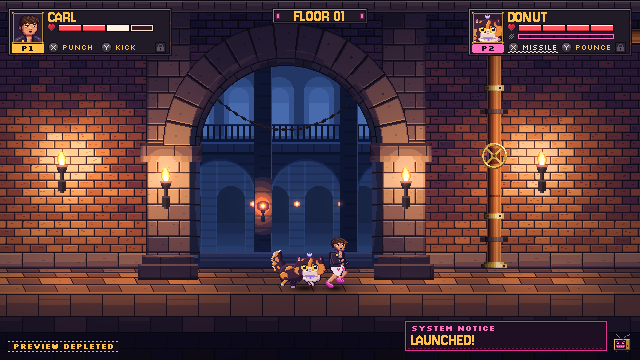 CARL
P1
X PUNCH Y KICK
FLOOR 01
DONUT
P2
X MISSILE Y POUNCE
SYSTEM NOTICE
LAUNCHED!
PREVIEW DEPLETED